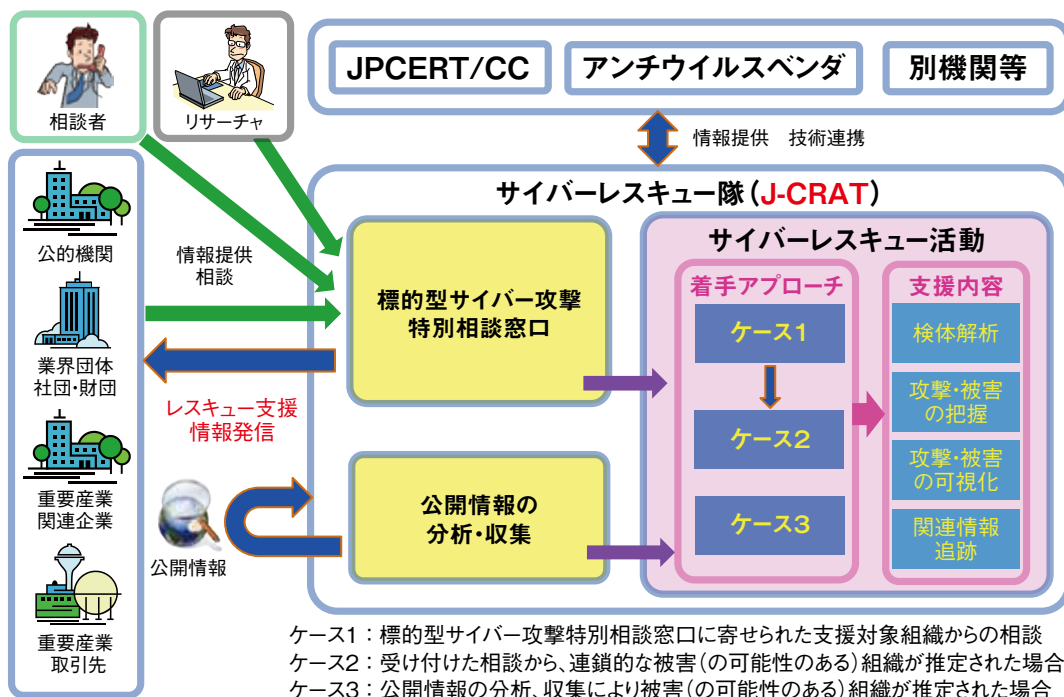 JPCERT/CC
アンチウイルスベンダ
別機関等
相談者
リサーチャ
情報提供 技術連携
サイバーレスキュー隊(J-CRAT)
サイバーレスキュー活動
公的機関
業界団体
社団・財団
重要産業
関連企業
重要産業
取引先
情報提供
相談
レスキュー支援
情報発信
公開情報
標的型サイバー攻撃
特別相談窓口
公開情報の
分析・収集
着手アプローチ
ケース1
ケース2
ケース3
支援内容
検体解析
攻撃・被害
の把握
攻撃・被害
の可視化
関連情報
追跡
ケース1:標的型サイバー攻撃特別相談窓口に寄せられた支援対象組織からの相談
ケース2:受け付けた相談から、連鎖的な被害(の可能性のある)組織が推定された場合
ケース3:公開情報の分析、収集により被害(の可能性のある)組織が推定された場合